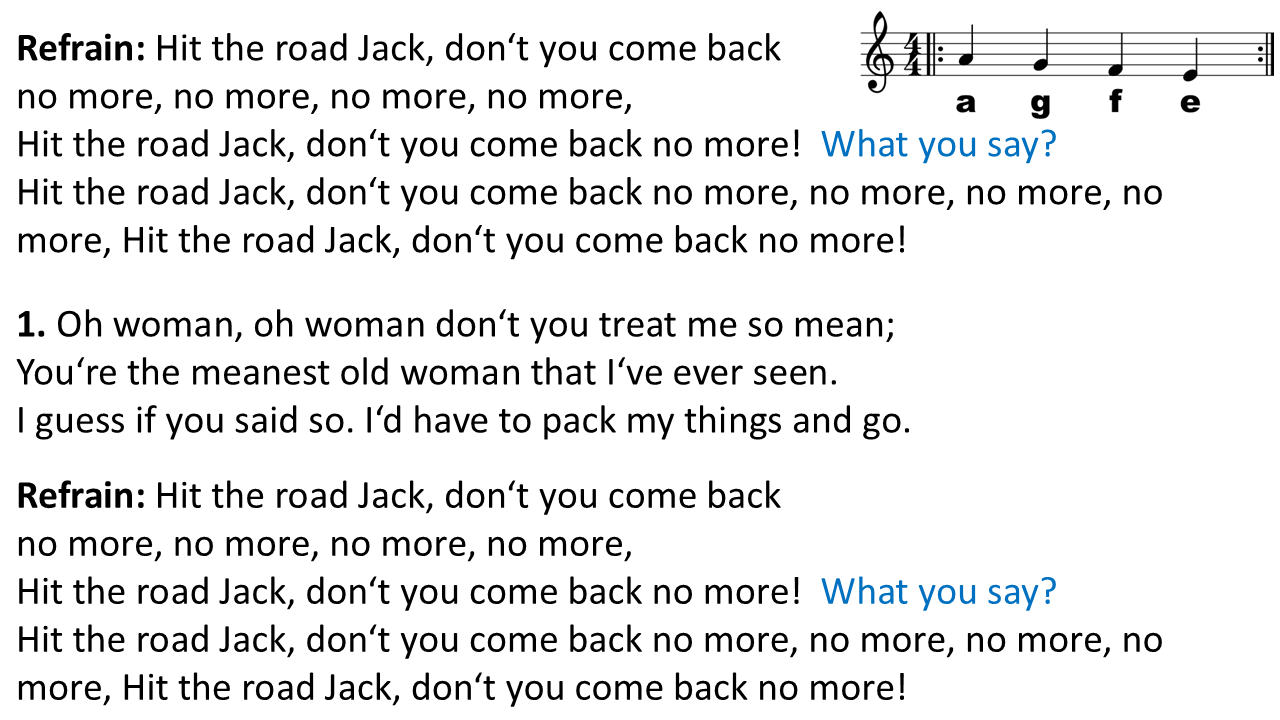 Refrain: Hit the road Jack, don‘t you come back
no more, no more, no more, no more,
Hit the road Jack, don‘t you come back no more!  What you say?
Hit the road Jack, don‘t you come back no more, no more, no more, no
more, Hit the road Jack, don‘t you come back no more!
4/4
a g f e
1. Oh woman, oh woman don‘t you treat me so mean;
You‘re the meanest old woman that I‘ve ever seen.
I guess if you said so. I‘d have to pack my things and go.
Refrain: Hit the road Jack, don‘t you come back
no more, no more, no more, no more,
Hit the road Jack, don‘t you come back no more!  What you say?
Hit the road Jack, don‘t you come back no more, no more, no more, no
more, Hit the road Jack, don‘t you come back no more!